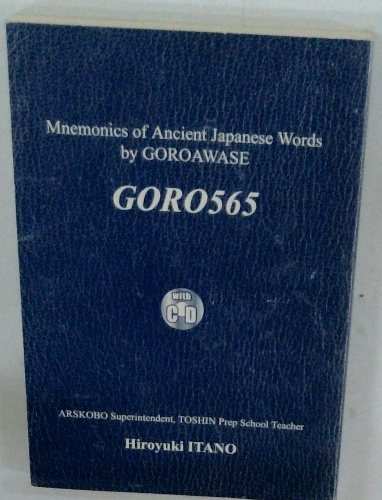 Mnemonics of Ancient Japanese Words
by GOROAWASE
GORO565
with
CD
ARSKOBO Superintendent, TOSHIN Prep School Teacher
Hiroyuki ITANO